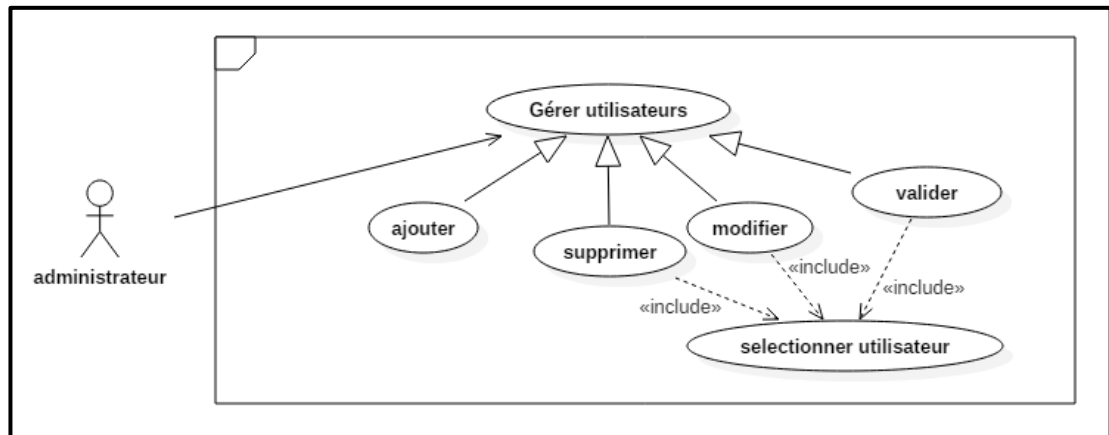 Gérer utilisateurs
valider
ajouter
modifier
supprimer
administrateur
«include»
«include»
«include»
selectionner utilisateur